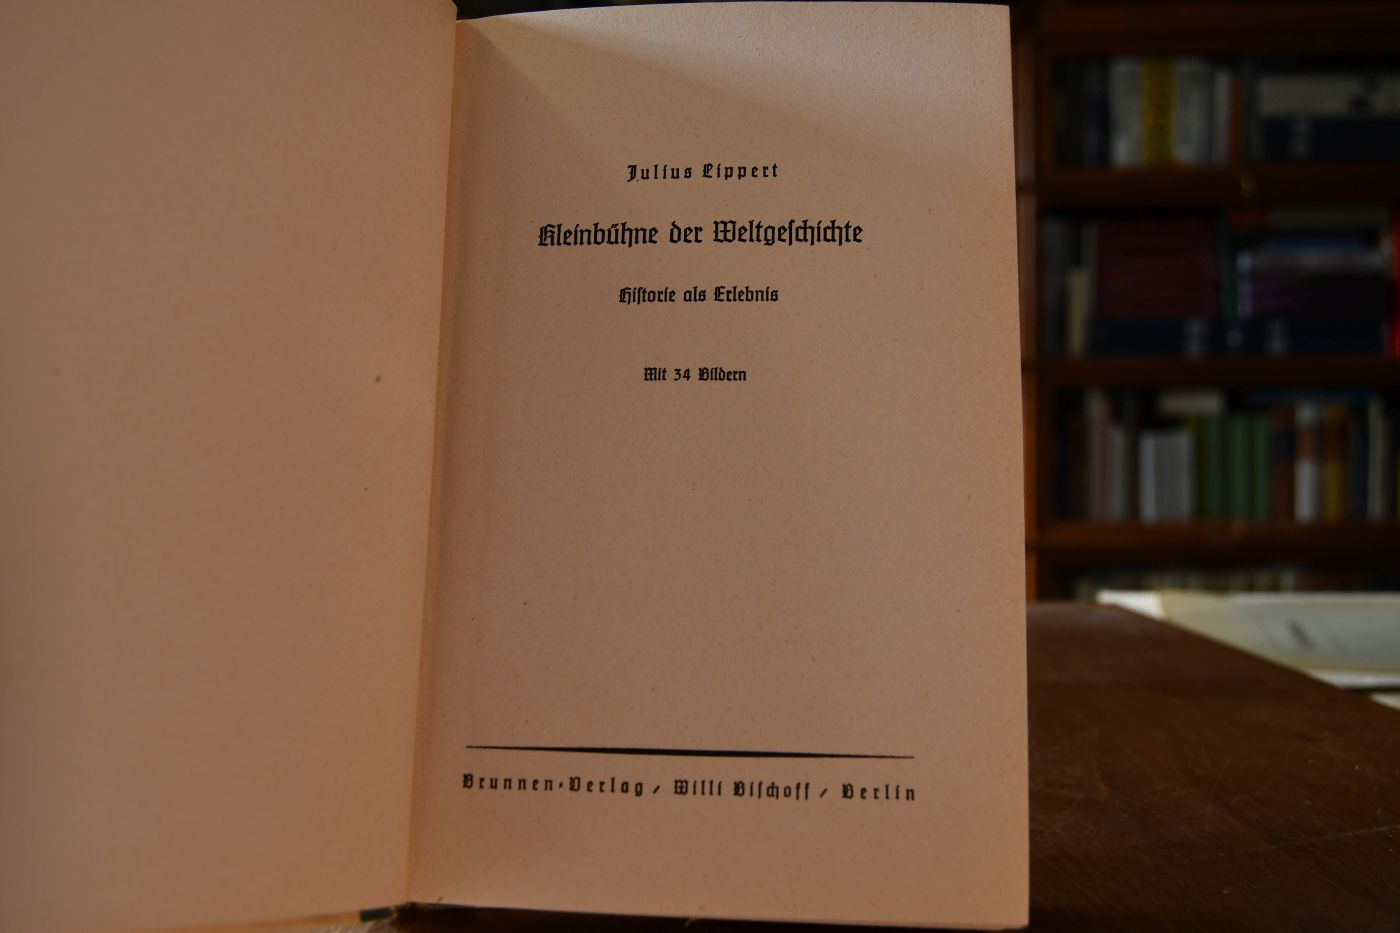 Julius Lippert
Kleinbühne der Weltgeſchichte
Hiſtorie als Erlebnis
Mit 34 Bildern
Brunnen-Verlag / Willi Biſchoff / Berlin